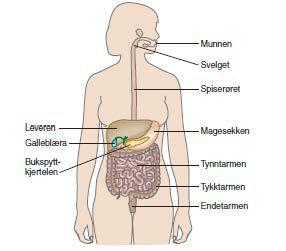 Munnen
Svelget
Spiserøret
Leveren
Galleblæra
Bukspytt-
kjertelen
Magesekken
Tynntarmen
Tykktarmen
Endetarmen